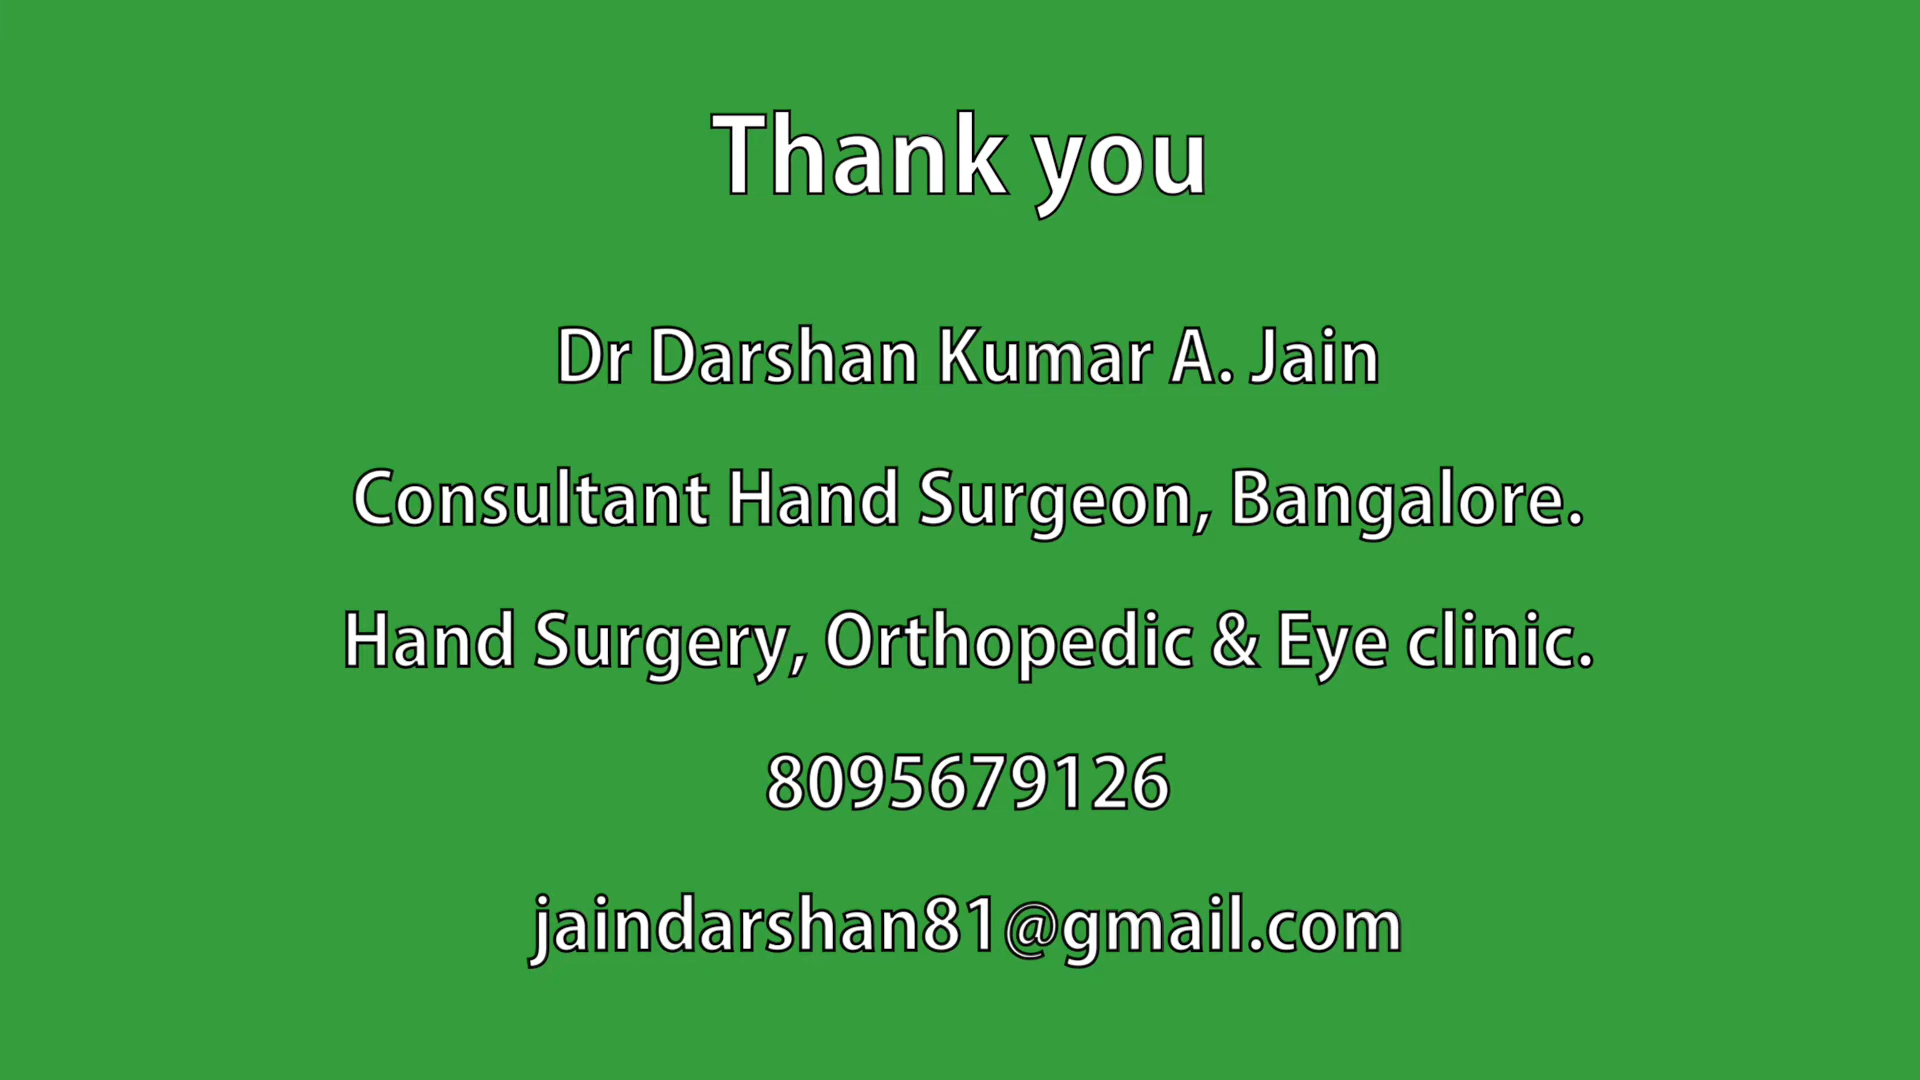 Thank you
Dr Darshan Kumar A. Jain
Consultant Hand Surgeon, Bangalore.
Hand Surgery, Orthopedic & Eye clinic.
8095679126
jaindarshan81@gmail.com